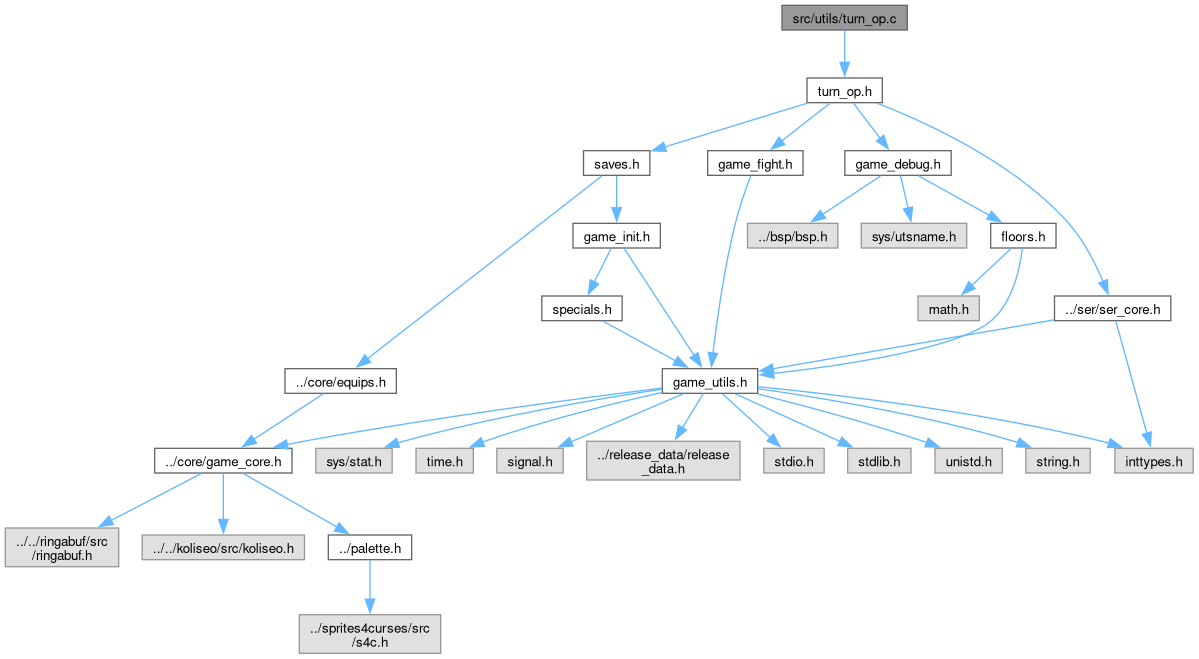 src/utils/turn_op.c
turn_op.h
saves.h
game_fight.h
game_debug.h
game_init.h
../bsp/bsp.h
sys/utsname.h
floors.h
specials.h
math.h
../ser/ser_core.h
../core/equips.h
game_utils.h
../core/game_core.h
sys/stat.h
time.h
signal.h
../release_data/release
_data.h
stdio.h
stdlib.h
unistd.h
string.h
inttypes.h
../../ringabuf/src
/ringabuf.h
../../koliseo/src/koliseo.h
../palette.h
../sprites4curses/src
/s4c.h